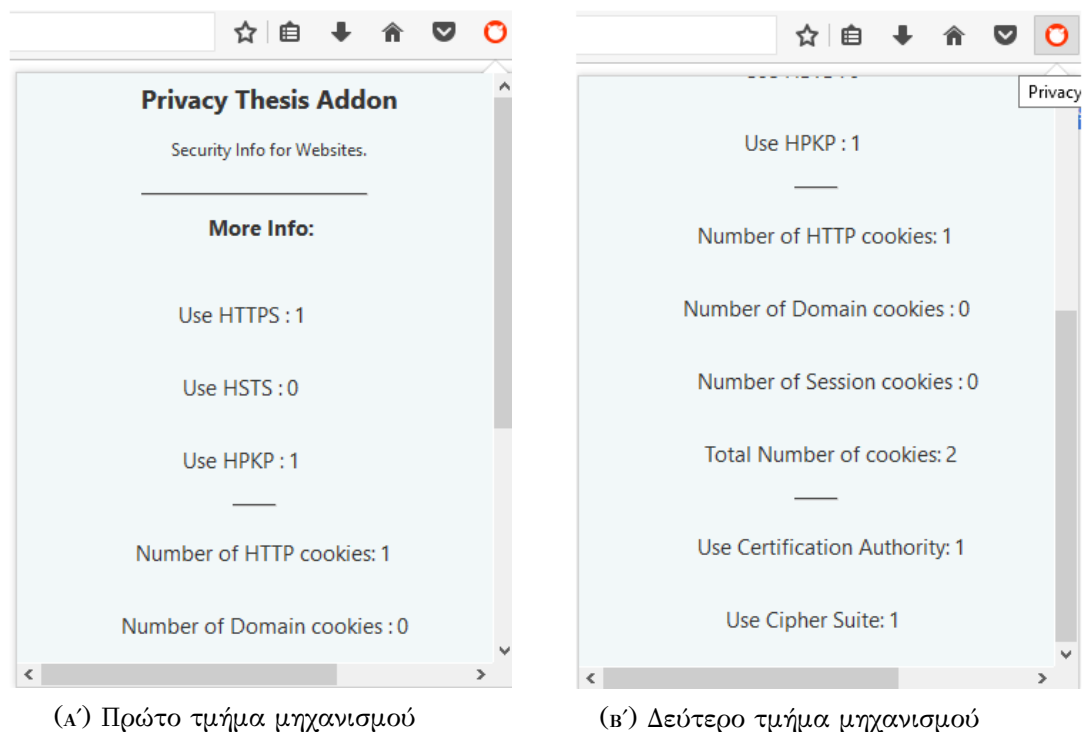 Privacy Thesis Addon
Security Info for Websites.
More Info:
Use HTTPS : 1
Use HSTS : 0
Use HPKP : 1
Number of HTTP cookies: 1
Number of Domain cookies : 0
(Αʹ) Πρώτο τμήμα μηχανισμού
Privacy
Use HPKP : 1
Number of HTTP cookies: 1
Number of Domain cookies : 0
Number of Session cookies : 0
Total Number of cookies: 2
Use Certification Authority: 1
Use Cipher Suite: 1
(Βʹ) Δεύτερο τμήμα μηχανισμού